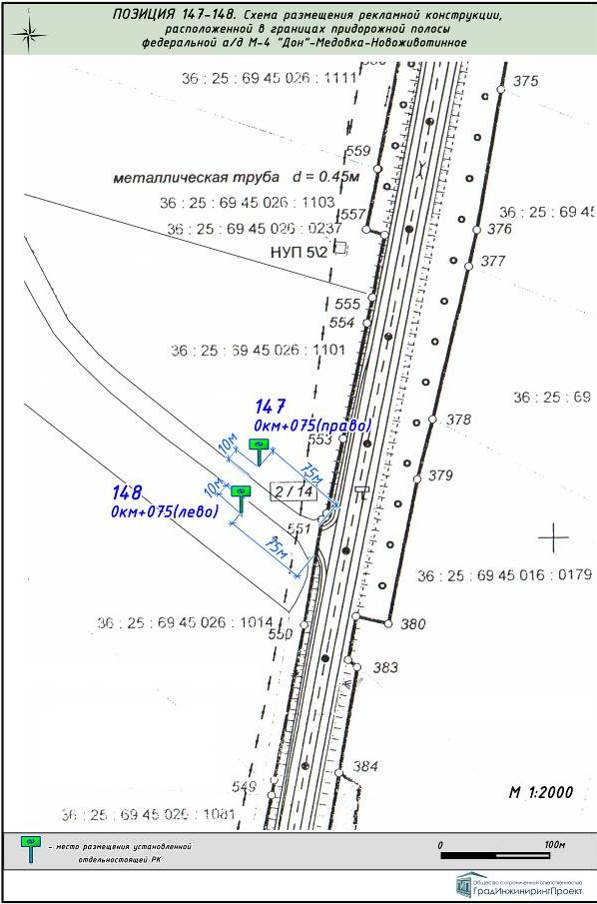 ПОЗИЦИЯ 147-148. Схема размещения рекламной конструкции,
расположенной в границах придорожной полосы
федеральной а/д М-4 "Дон"-Медовка-Новоживотинное
36 : 25 : 69 45 026 : 1111
375
559
металлическая труба d = 0.45м
36 : 25 : 69 45 026 : 1103
557
36 : 25 : 69 45
36 : 25 : 69 45 026 : 0237
376
НУП 5\2
377
555
554
36 : 25 : 69 45 026 : 1101
36 : 25 : 69
147
0км+075(право)
378
553
10м
75м
379
148
0км+075(лево)
10м
2 / 14
551
75м
36 : 25 : 69 45 016 : 0179
36 : 25 : 69 45 026 : 1014
550
380
383
384
549
М 1:2000
36 : 25 : 69 45 026 : 1081
- место размещения установленной
отдельностоящей РК
0 100м
Общество с ограниченной ответственностью
ГрадИнжинирингПроект